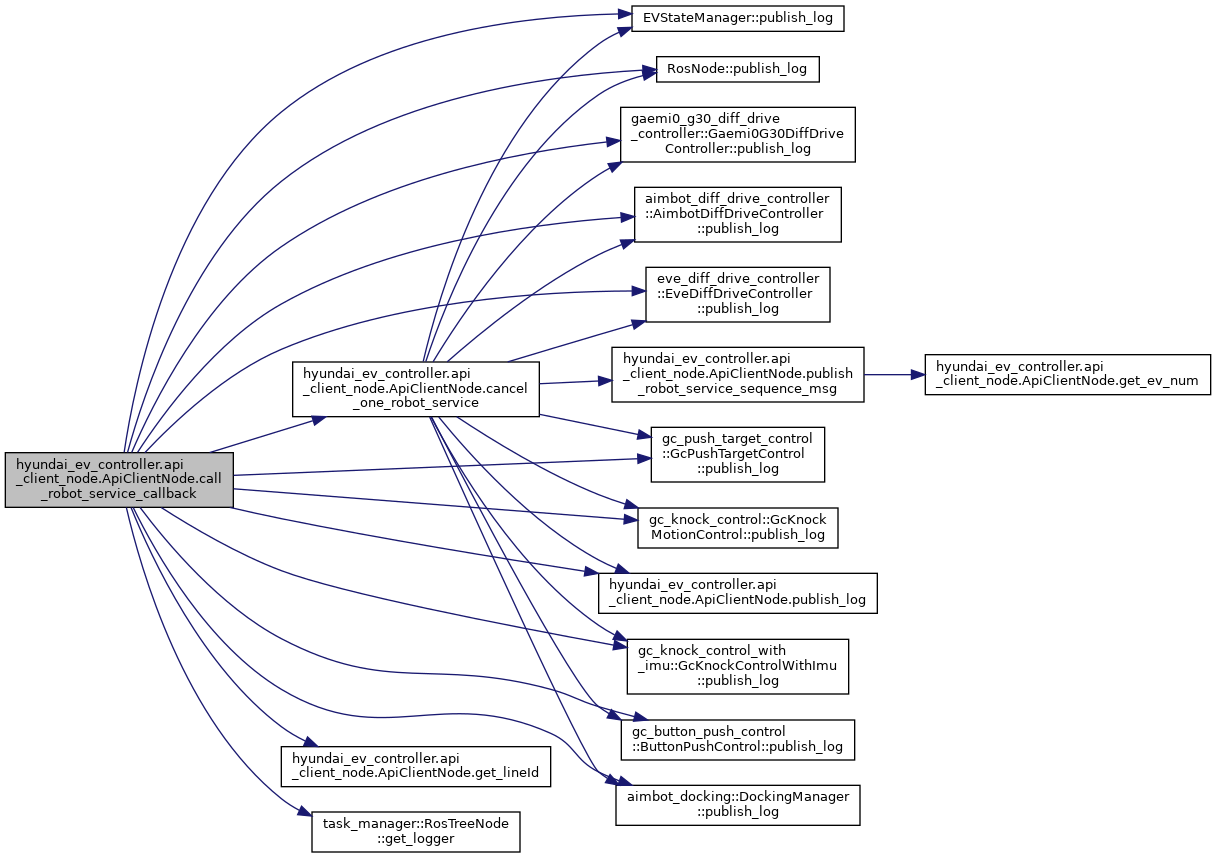 EVStateManager::publish_log
RosNode::publish_log
gaemi0_g30_diff_drive
_controller::Gaemi0G30DiffDrive
Controller::publish_log
aimbot_diff_drive_controller
::AimbotDiffDriveController
::publish_log
eve_diff_drive_controller
::EveDiffDriveController
::publish_log
hyundai_ev_controller.api
_client_node.ApiClientNode.publish
_robot_service_sequence_msg
hyundai_ev_controller.api
_client_node.ApiClientNode.get_ev_num
hyundai_ev_controller.api
_client_node.ApiClientNode.cancel
_one_robot_service
gc_push_target_control
::GcPushTargetControl
::publish_log
hyundai_ev_controller.api
_client_node.ApiClientNode.call
_robot_service_callback
gc_knock_control::GcKnock
MotionControl::publish_log
hyundai_ev_controller.api
_client_node.ApiClientNode.publish_log
gc_knock_control_with
_imu::GcKnockControlWithImu
::publish_log
gc_button_push_control
::ButtonPushControl::publish_log
hyundai_ev_controller.api
_client_node.ApiClientNode.get_lineId
aimbot_docking::DockingManager
::publish_log
task_manager::RosTreeNode
::get_logger